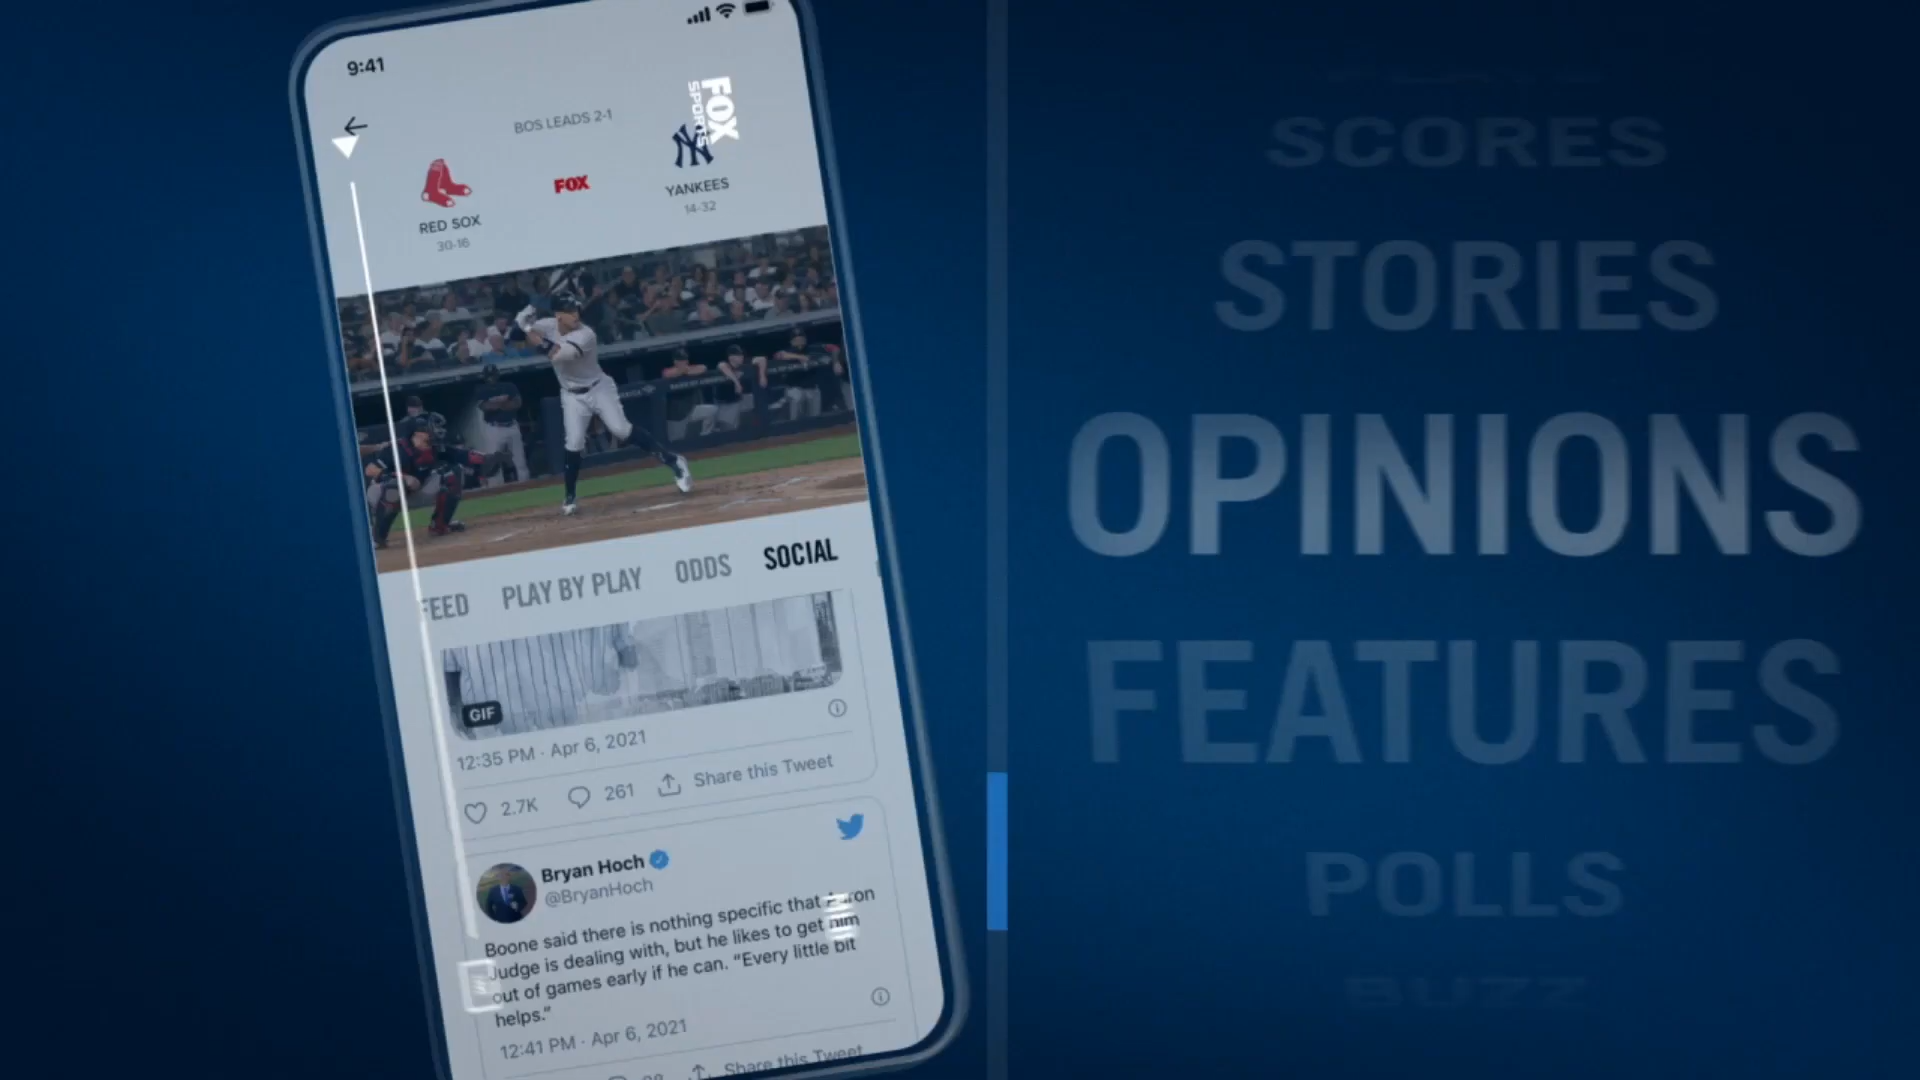 9:41
BOS LEADS 2-1
FOX SPORTS
RED SOX
30-16
FOX
YANKEES
14-32
FEED PLAY BY PLAY ODDS SOCIAL
GIF
12:35 PM · Apr 6, 2021
2.7K 261 Share this Tweet
Bryan Hoch
@BryanHoch
Boone said there is nothing specific that Aaron
Judge is dealing with, but he likes to get him
out of games early if he can. “Every little bit
helps.”
12:41 PM · Apr 6, 2021
Share this Tweet
SCORES
STORIES
OPINIONS
FEATURES
POLLS
BUZZ